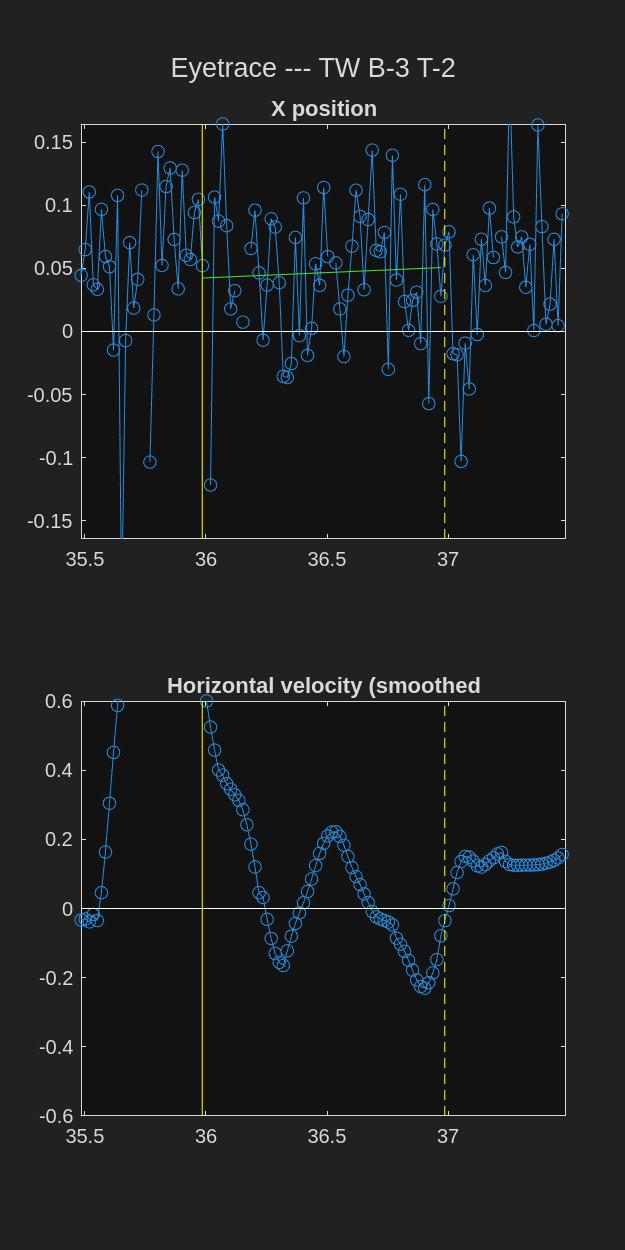 Eyetrace --- TW B-3 T-2
X position
0.15
0.1
0.05
0
-0.05
-0.1
-0.15
35.5 36 36.5 37
Horizontal velocity (smoothed
0.6
0.4
0.2
0
-0.2
-0.4
-0.6
35.5 36 36.5 37